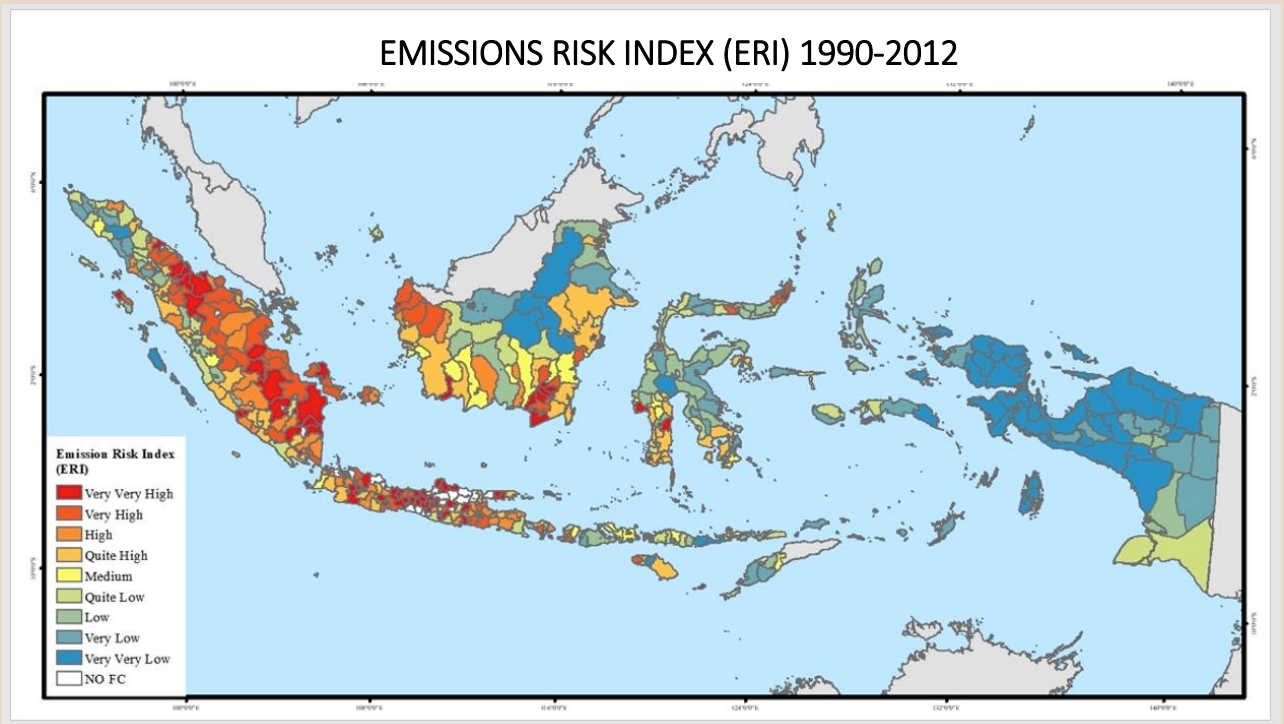 EMISSIONS RISK INDEX (ERI) 1990-2012
Emission Risk Index
(ERI)
Very Very High
Very High
High
Quite High
Medium
Quite Low
Low
Very Low
Very Very Low
NO FC